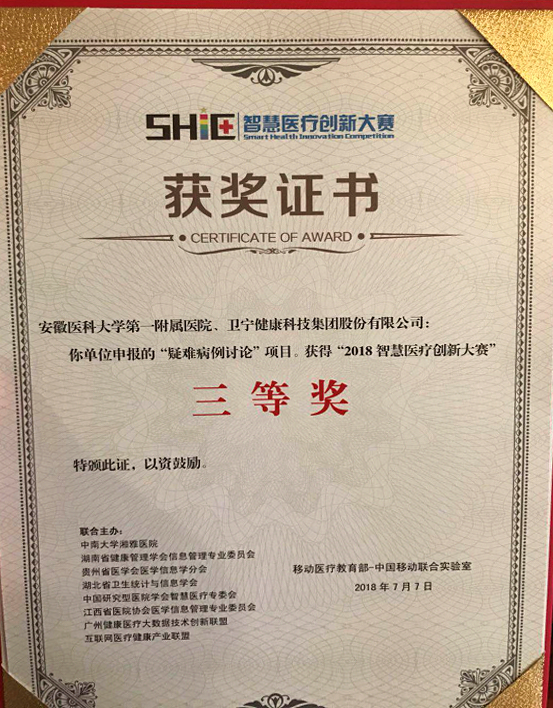 SHIC 智慧医疗创新大赛
Smart Health Innovation Competition
获奖证书
CERTIFICATE OF AWARD
安徽医科大学第一附属医院、卫宁健康科技集团股份有限公司：
你单位申报的“疑难病例讨论”项目。获得“2018 智慧医疗创新大赛”
三等奖
特颁此证，以资鼓励。
联合主办：
中南大学湘雅医院
湖南省健康管理学会信息管理专业委员会
贵州省医学会医学信息学分会
湖北省卫生统计与信息学会
中国研究型医院学会智慧医疗专委会
江西省医院协会医学信息管理专业委员会
广州健康医疗大数据技术创新联盟
互联网医疗健康产业联盟
移动医疗教育部-中国移动联合实验室
2018 年 7 月 7 日